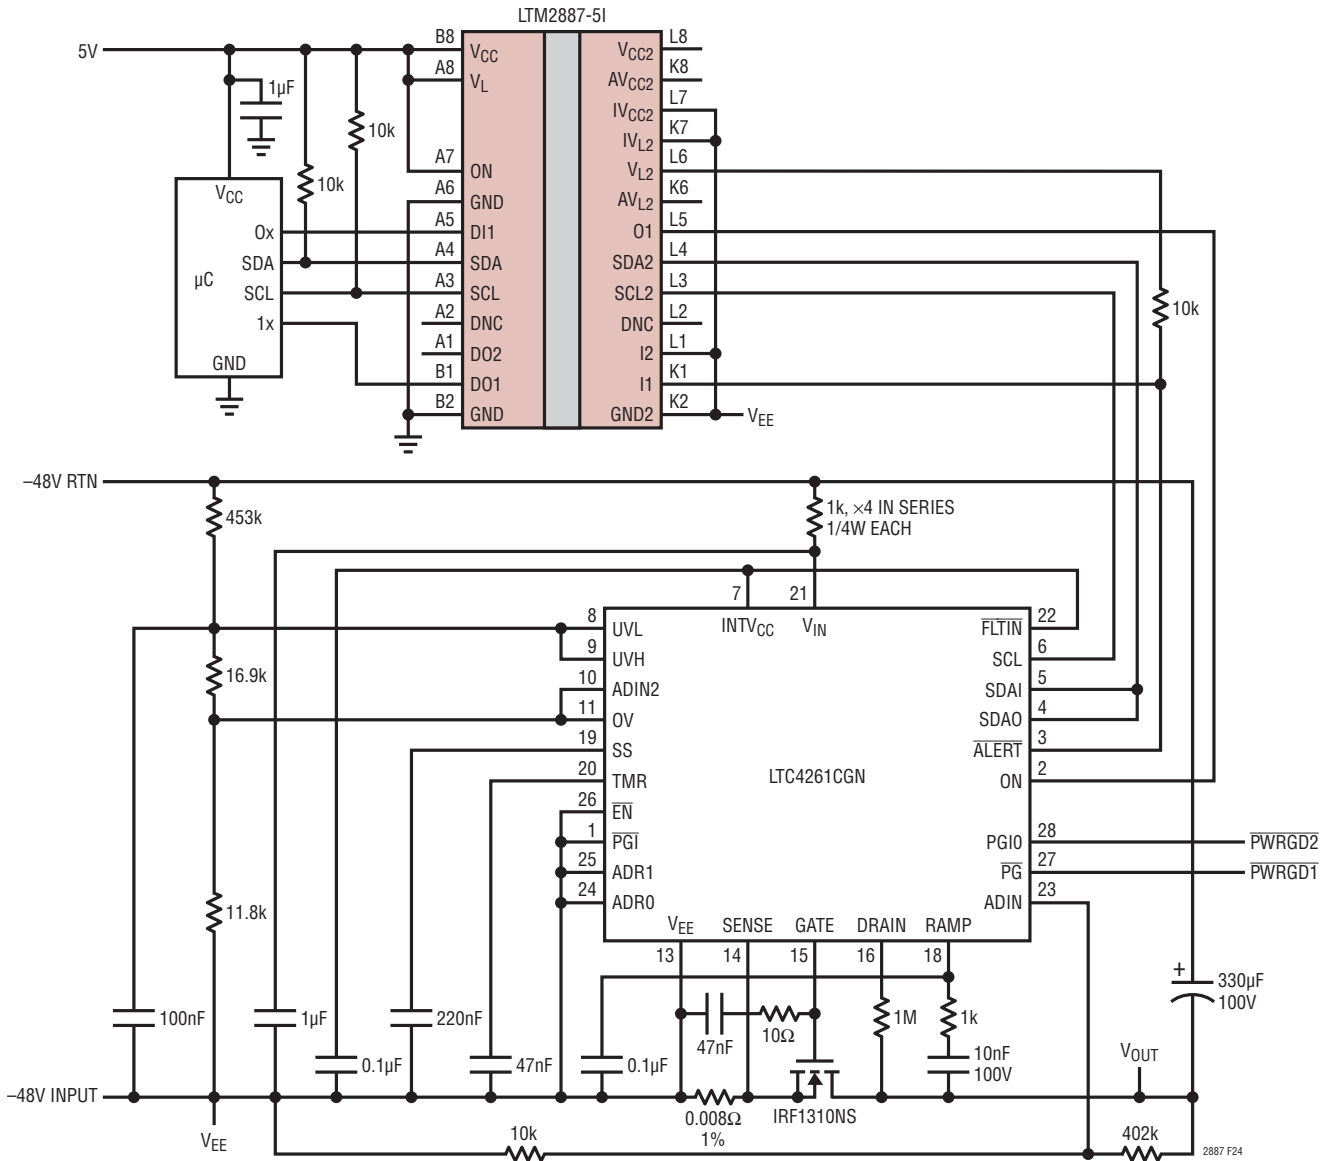 LTM2887-5I
5V
1µF
10k
10k
B8 VCC
A8 VL
A7 ON
A6 GND
A5 DI1
A4 SDA
A3 SCL
A2 DNC
A1 DO2
B1 DO1
B2 GND
VCC2 L8
AVCC2 K8
IVCC2 L7
IVL2 K7
VL2 L6
AVL2 K6
O1 L5
SDA2 L4
SCL2 L3
DNC L2
I2 L1
I1 K1
GND2 K2
VEE
10k
VCC
0x
SDA
µC
SCL
1x
GND
–48V RTN
453k
1k, ×4 IN SERIES
1/4W EACH
16.9k
11.8k
7 INTVCC
21 VIN
8 UVL
9 UVH
10 ADIN2
11 OV
19 SS
20 TMR
26 EN
1 PGI
25 ADR1
24 ADR0
LTC4261CGN
FLTIN 22
SCL 6
SDAI 5
SDAO 4
ALERT 3
ON 2
PGI0 28 PWRGD2
PG 27 PWRGD1
ADIN 23
VEE SENSE GATE DRAIN RAMP
13 14 15 16 18
100nF
1µF
0.1µF
220nF
47nF
0.1µF
47nF
10Ω
1M
1k
10nF
100V
+
330µF
100V
VOUT
–48V INPUT
VEE
0.008Ω
1%
IRF1310NS
10k
402k
2887 F24